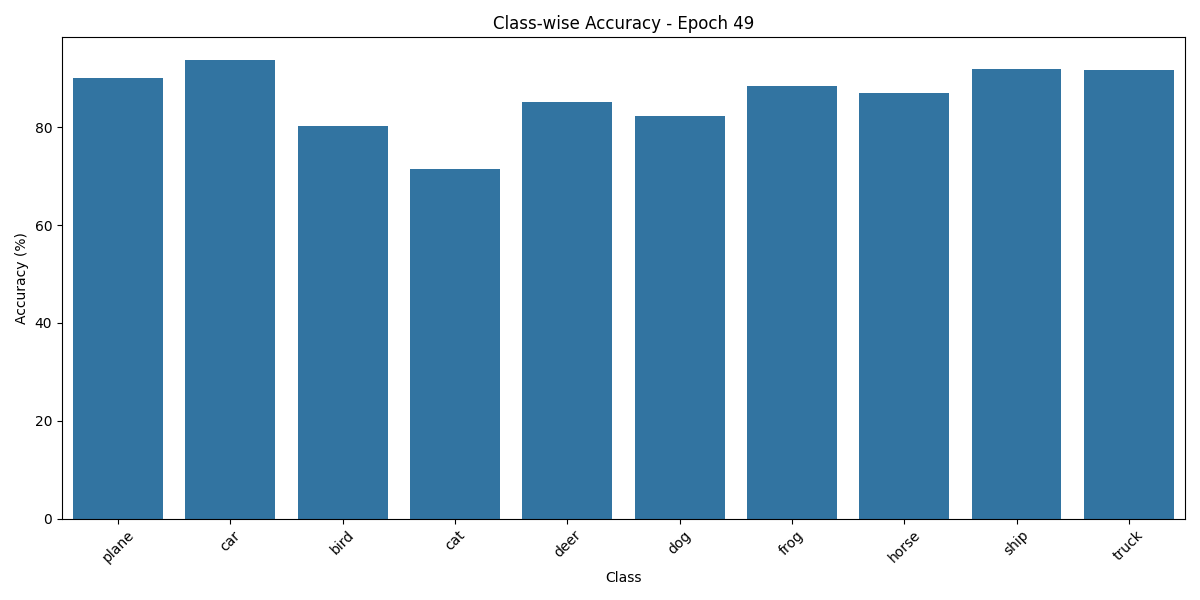 Class-wise Accuracy - Epoch 49
Accuracy (%)
80
60
40
20
0
plane
car
bird
cat
deer
dog
frog
horse
ship
truck
Class